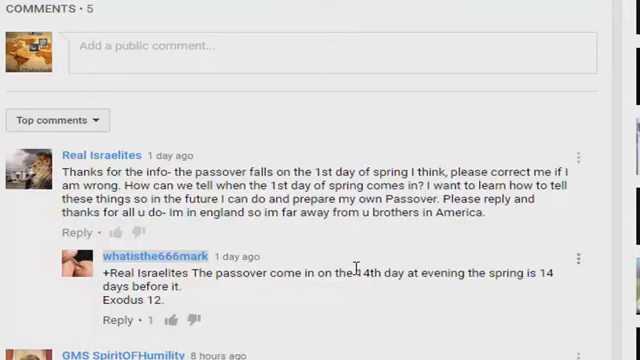 COMMENTS • 5
Add a public comment...
Top comments
Real Israelites 1 day ago
Thanks for the info- the passover falls on the 1st day of spring I think, please correct me if I
am wrong. How can we tell when the 1st day of spring comes in? I want to learn how to tell
these things so in the future I can do and prepare my own Passover. Please reply and
thanks for all u do- Im in england so im far away from u brothers in America.
Reply
whatisthe666mark 1 day ago
+Real Israelites The passover come in on the 14th day at evening the spring is 14
days before it.
Exodus 12.
Reply • 1
GMS SpiritOFHumility 8 hours ago